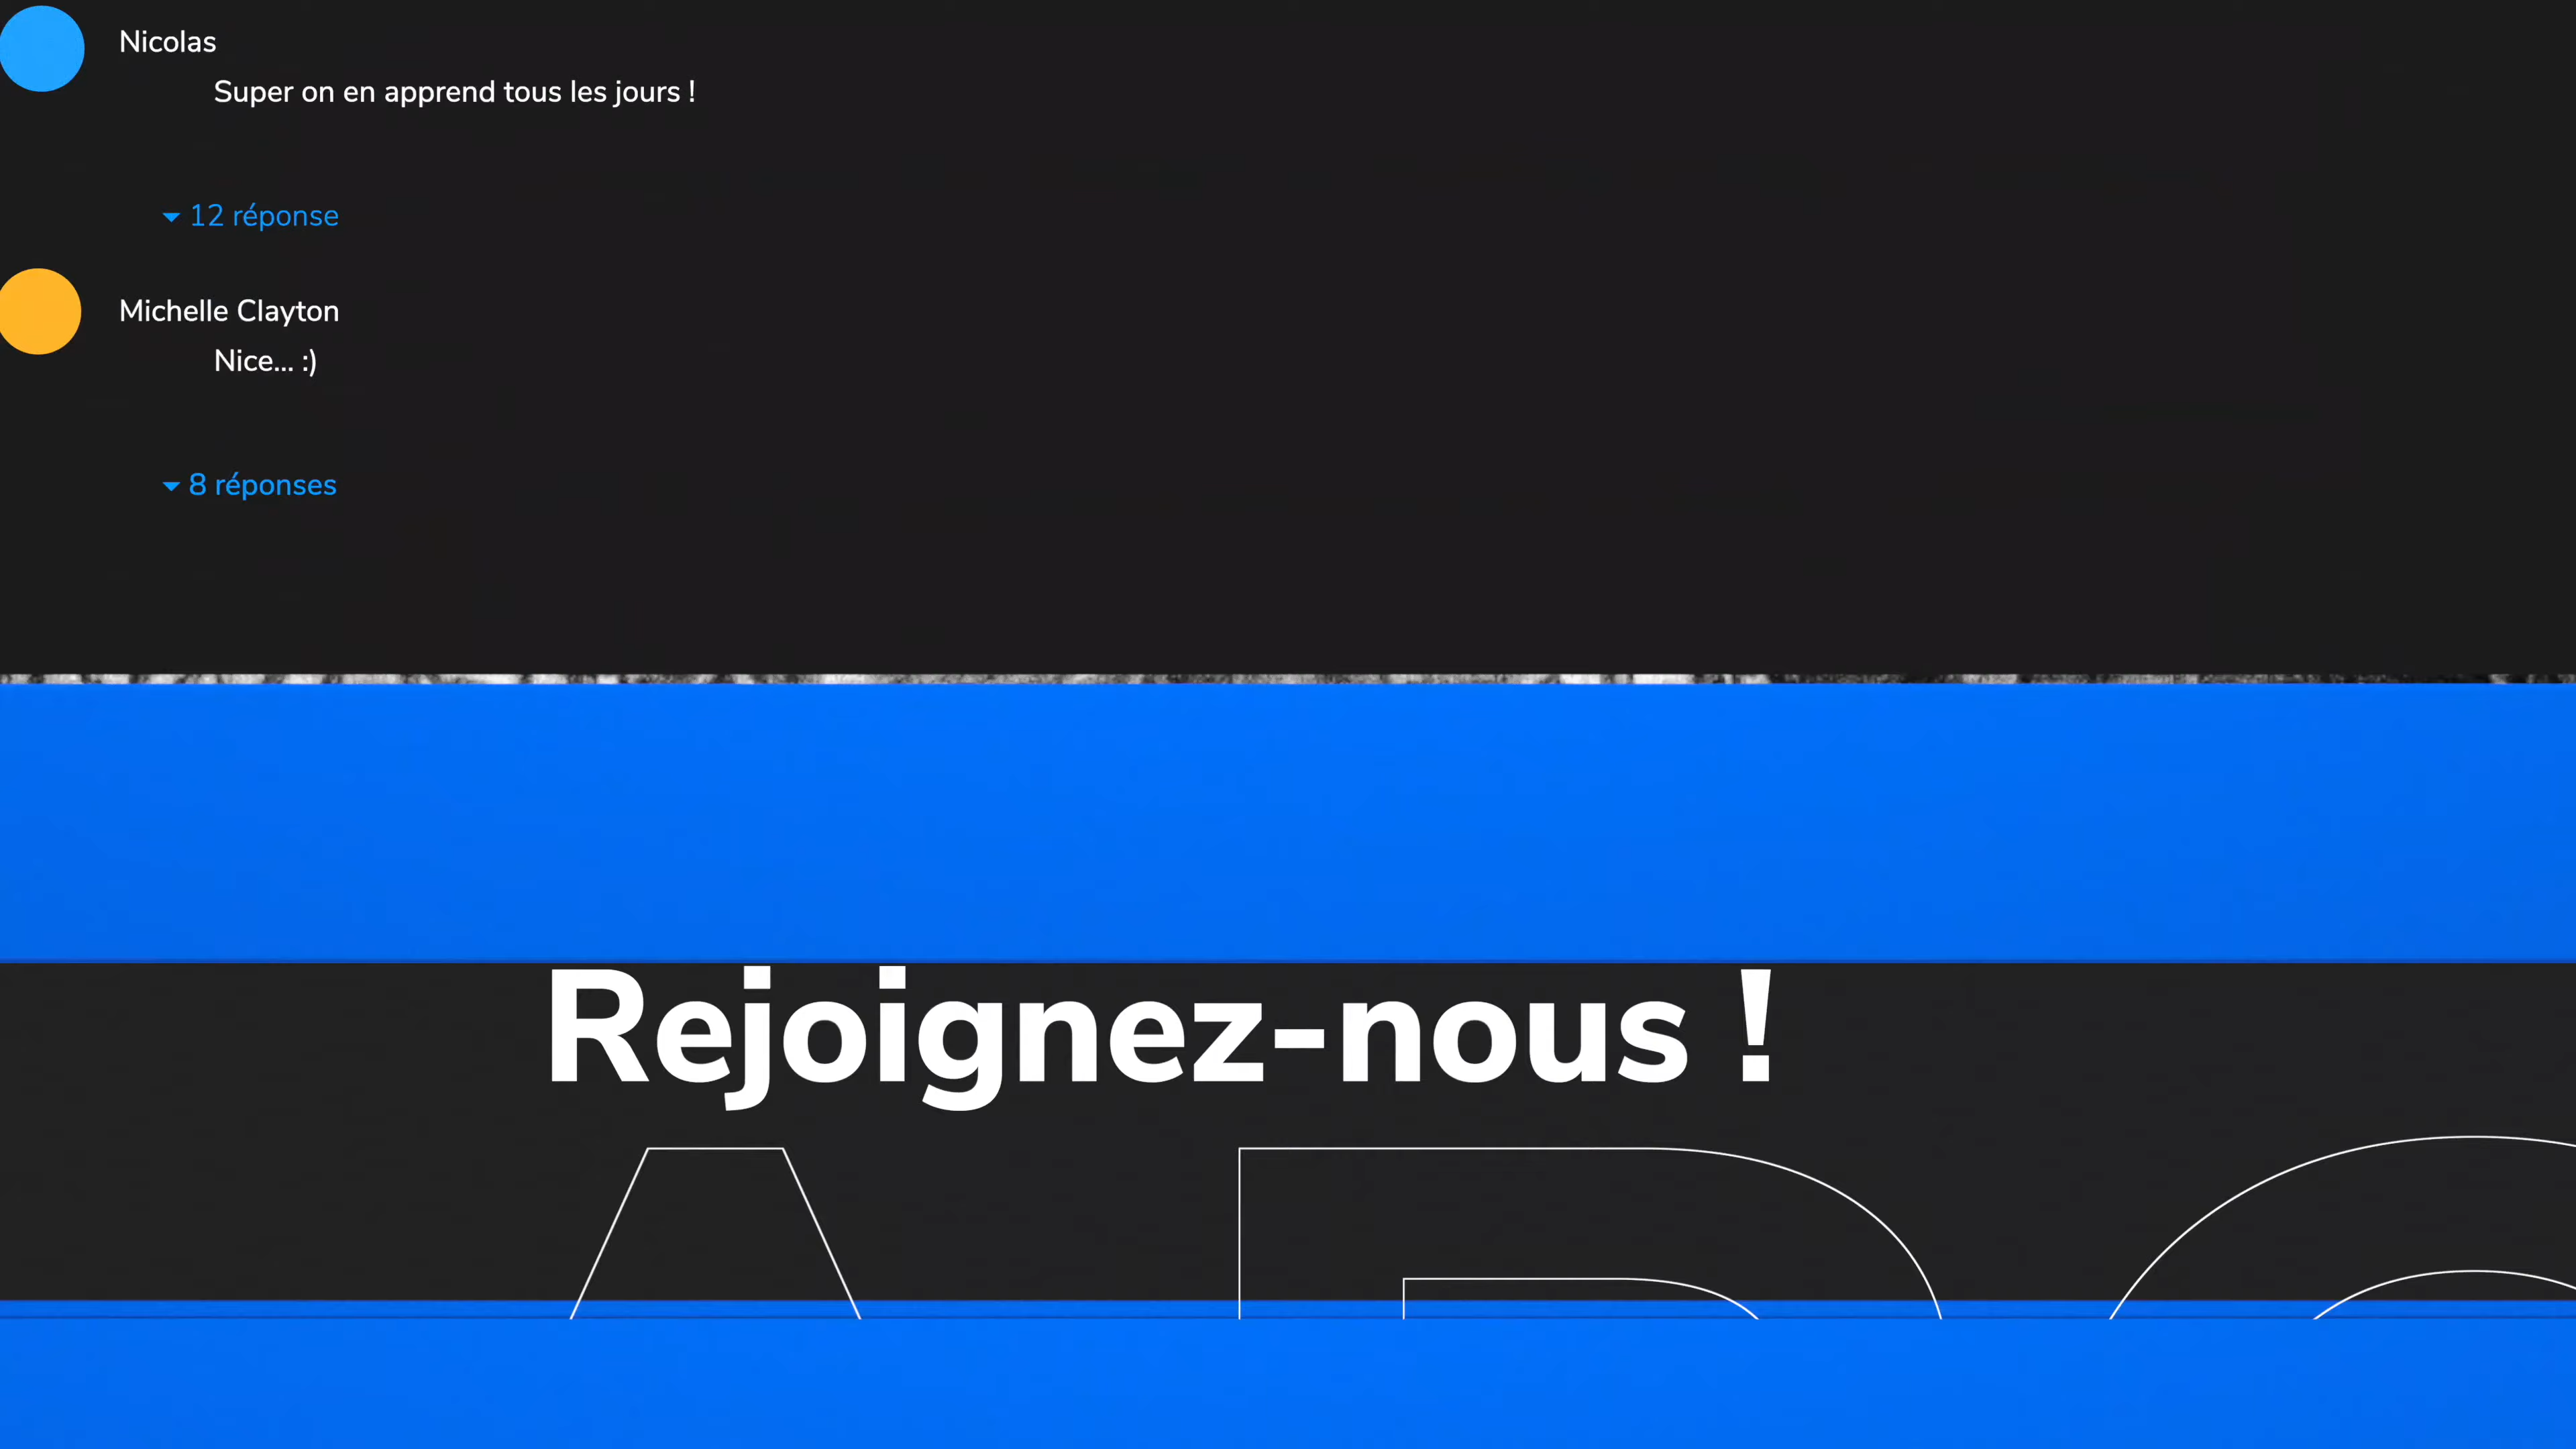 Nicolas
Super on en apprend tous les jours !
12 réponse
Michelle Clayton
Nice... :)
8 réponses
Rejoignez-nous !